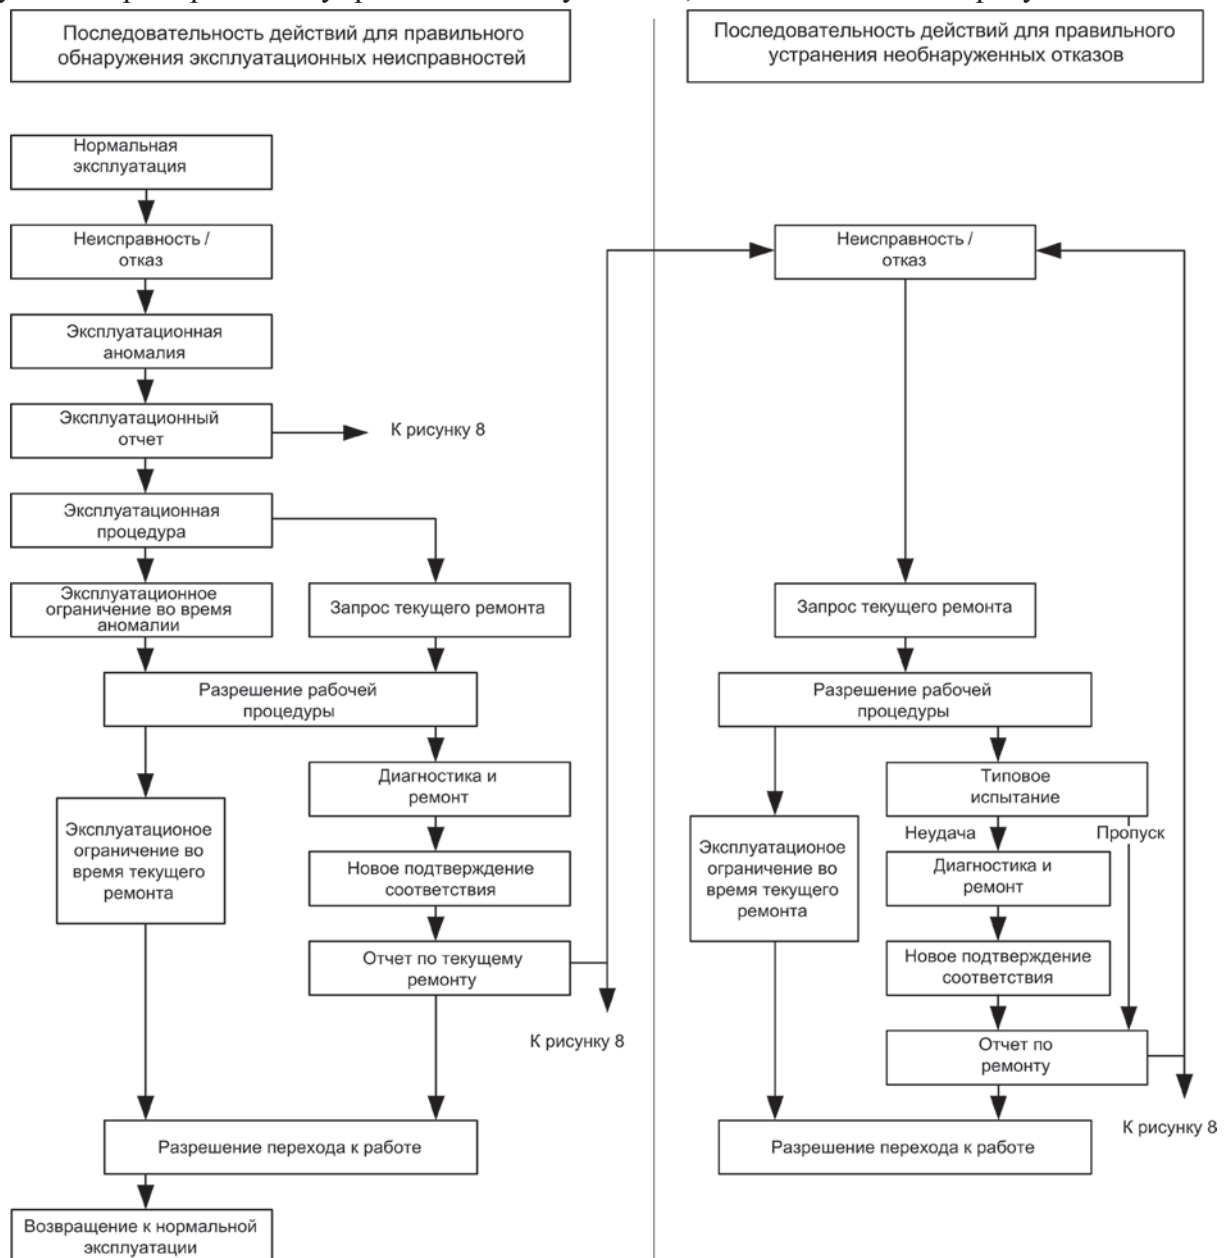 Последовательность действий для правильного
обнаружения эксплуатационных неисправностей
Последовательность действий для правильного
устранения необнаруженных отказов
Нормальная
эксплуатация
Неисправность /
отказ
Эксплуатационная
аномалия
Эксплуатационный
отчет
К рисунку 8
Эксплуатационная
процедура
Эксплуатационное
ограничение во время
аномалии
Запрос текущего ремонта
Разрешение рабочей
процедуры
Диагностика и
ремонт
Эксплуатационое
ограничение во
время текущего
ремонта
Новое подтверждение
соответствия
Отчет по текущему
ремонту
К рисунку 8
Разрешение перехода к работе
Возвращение к нормальной
эксплуатации
Неисправность /
отказ
Запрос текущего ремонта
Разрешение рабочей
процедуры
Типовое
испытание
Неудача
Пропуск
Эксплуатационое
ограничение во
время текущего
ремонта
Диагностика и
ремонт
Новое подтверждение
соответствия
Отчет по
ремонту
К рисунку 8
Разрешение перехода к работе